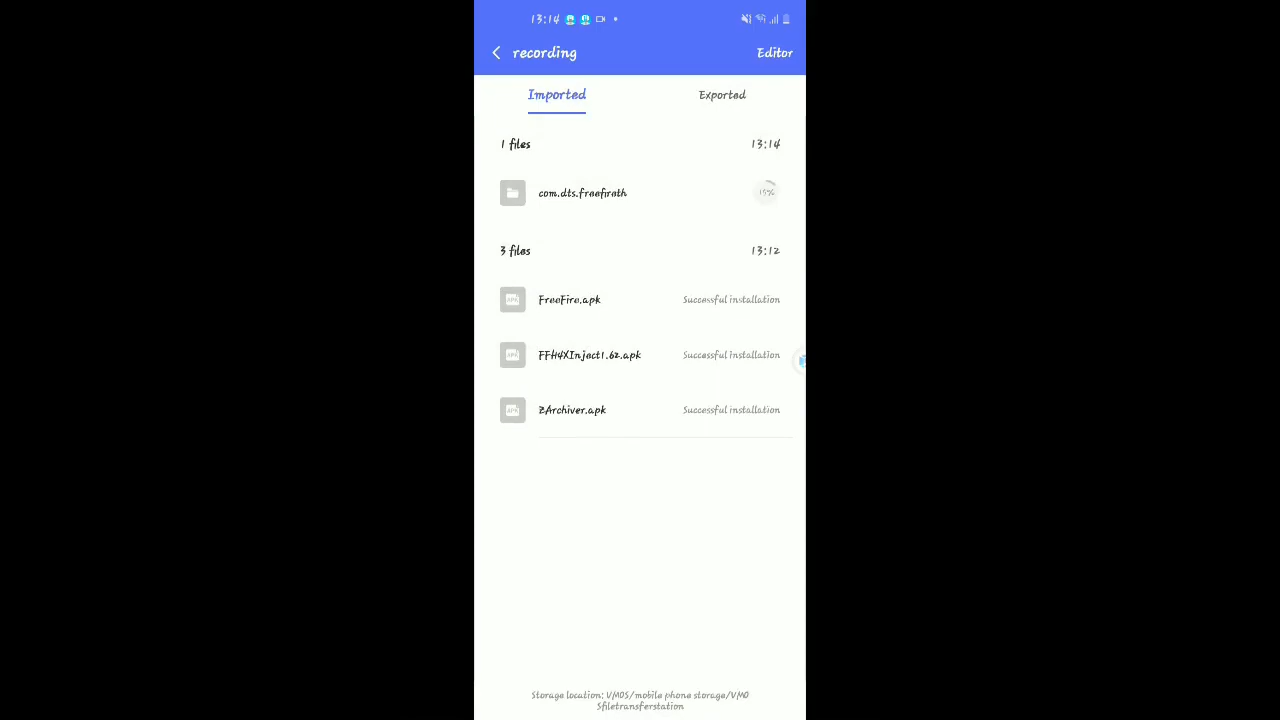 13:14
recording
Editor
Imported
Exported
1 files
13:14
com.dts.freefireth
15%
3 files
13:12
FreeFire.apk
Successful installation
FFH4XInject1.62.apk
Successful installation
ZArchiver.apk
Successful installation
Storage location: VMOS/mobile phone storage/VMO
Sfiletransferstation